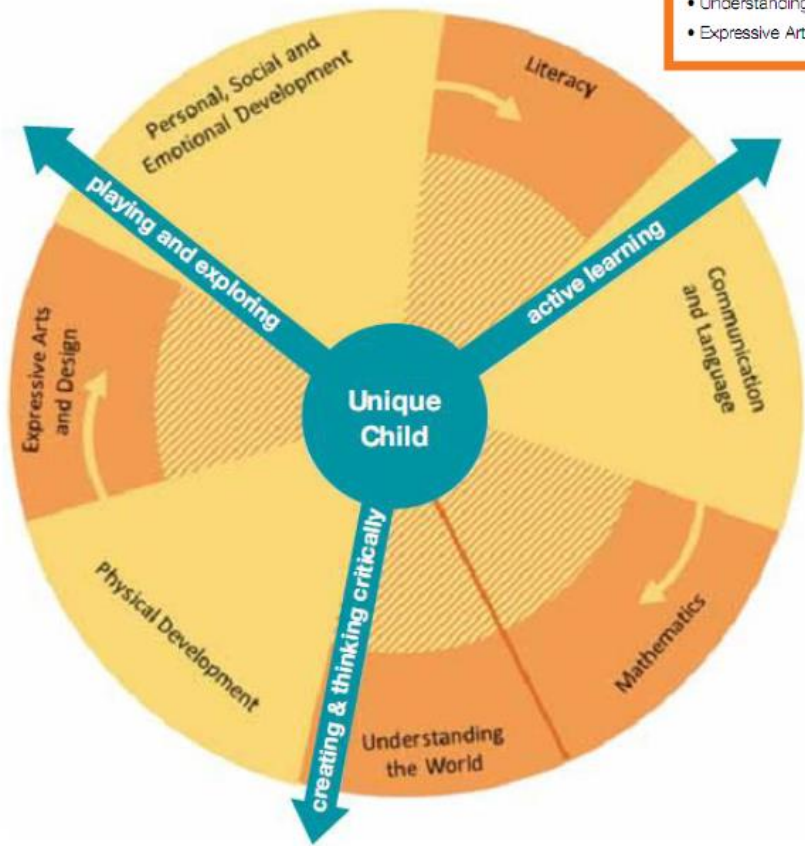 • Understanding
• Expressive Art
Personal, Social and
Emotional Development
Literacy
playing and exploring
active learning
Communication
and Language
Expressive Arts
and Design
Unique
Child
creating & thinking critically
Physical Development
Mathematics
Understanding
the World